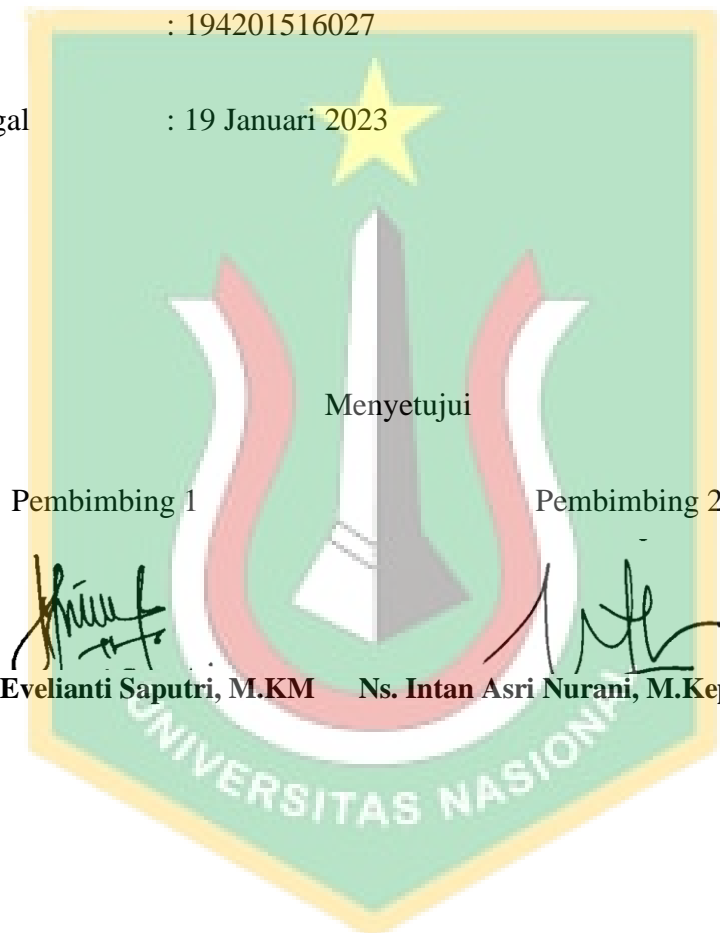 : 194201516027
gal : 19 Januari 2023
Menyetujui
Pembimbing 1 Pembimbing 2
Evelianti Saputri, M.KM Ns. Intan Asri Nurani, M.Kep
UNIVERSITAS NASIONAL